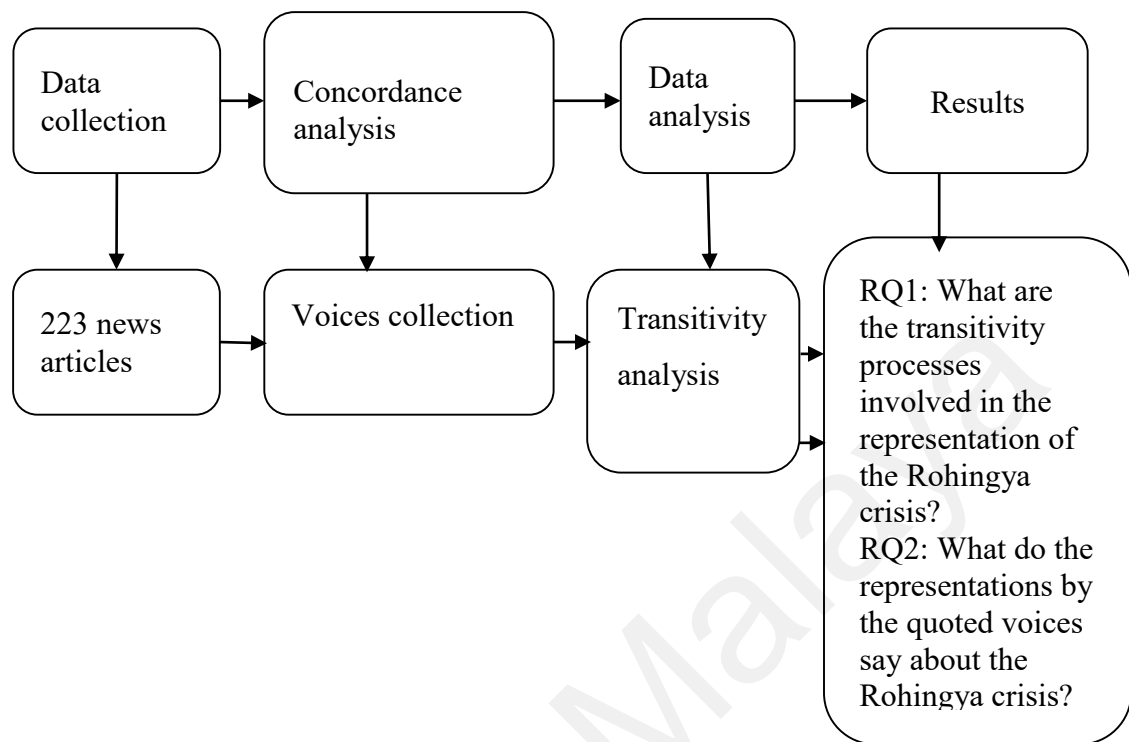 Data
collection
Concordance
analysis
Data
analysis
Results
223 news
articles
Voices collection
Transitivity
analysis
RQ1: What are
the transitivity
processes
involved in the
representation of
the Rohingya
crisis?
RQ2: What do the
representations by
the quoted voices
say about the
Rohingya crisis?
Malaya